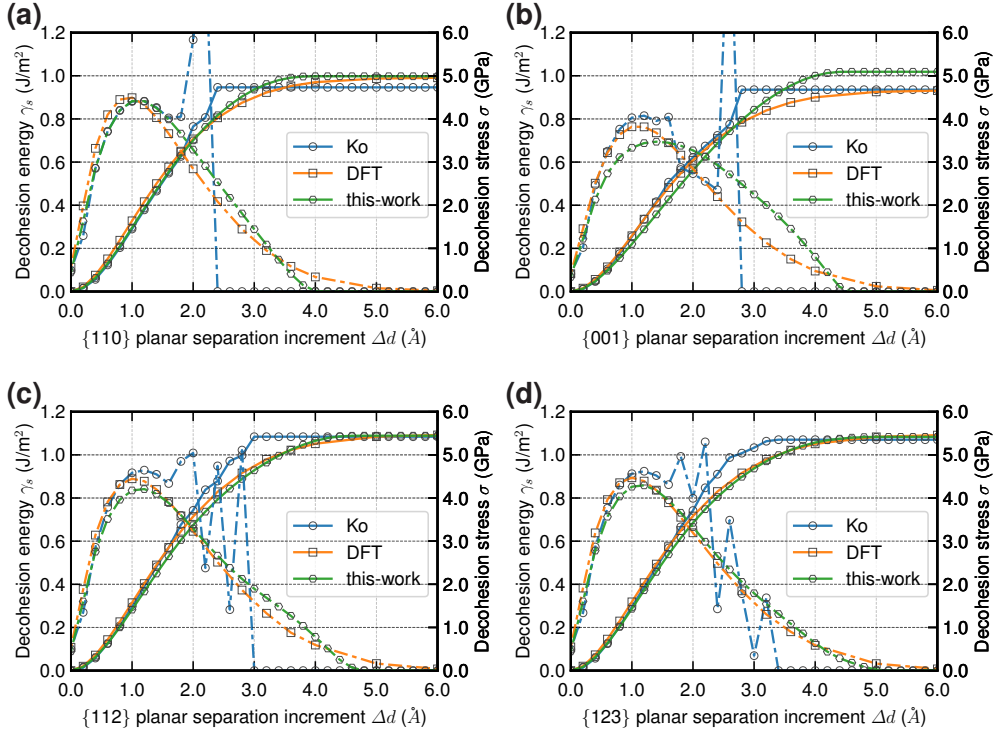 (a)
Decohesion energy γs (J/m²)
1.2
1.0
0.8
0.6
0.4
0.2
0.0
6.0
5.0
4.0
3.0
2.0
1.0
0.0
Decohesion stress σ (GPa)
Ko
DFT
this-work
0.0 1.0 2.0 3.0 4.0 5.0 6.0
{110} planar separation increment Δd (Å)
(b)
Decohesion energy γs (J/m²)
1.2
1.0
0.8
0.6
0.4
0.2
0.0
6.0
5.0
4.0
3.0
2.0
1.0
0.0
Decohesion stress σ (GPa)
Ko
DFT
this-work
0.0 1.0 2.0 3.0 4.0 5.0 6.0
{001} planar separation increment Δd (Å)
(c)
Decohesion energy γs (J/m²)
1.2
1.0
0.8
0.6
0.4
0.2
0.0
6.0
5.0
4.0
3.0
2.0
1.0
0.0
Decohesion stress σ (GPa)
Ko
DFT
this-work
0.0 1.0 2.0 3.0 4.0 5.0 6.0
{112} planar separation increment Δd (Å)
(d)
Decohesion energy γs (J/m²)
1.2
1.0
0.8
0.6
0.4
0.2
0.0
6.0
5.0
4.0
3.0
2.0
1.0
0.0
Decohesion stress σ (GPa)
Ko
DFT
this-work
0.0 1.0 2.0 3.0 4.0 5.0 6.0
{123} planar separation increment Δd (Å)